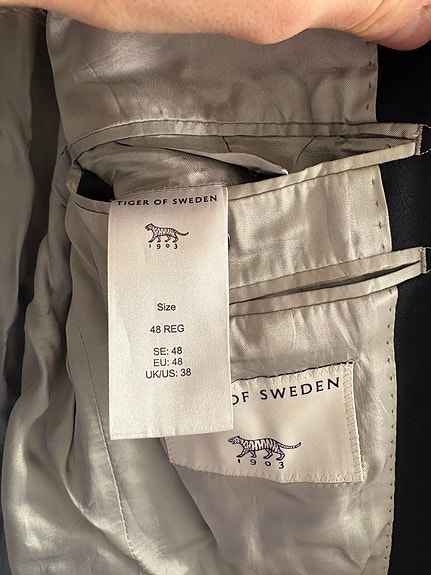 TIGER OF SWEDEN
1903
Size
48 REG
SE: 48
EU: 48
UK/US: 38
OF SWEDEN
1903